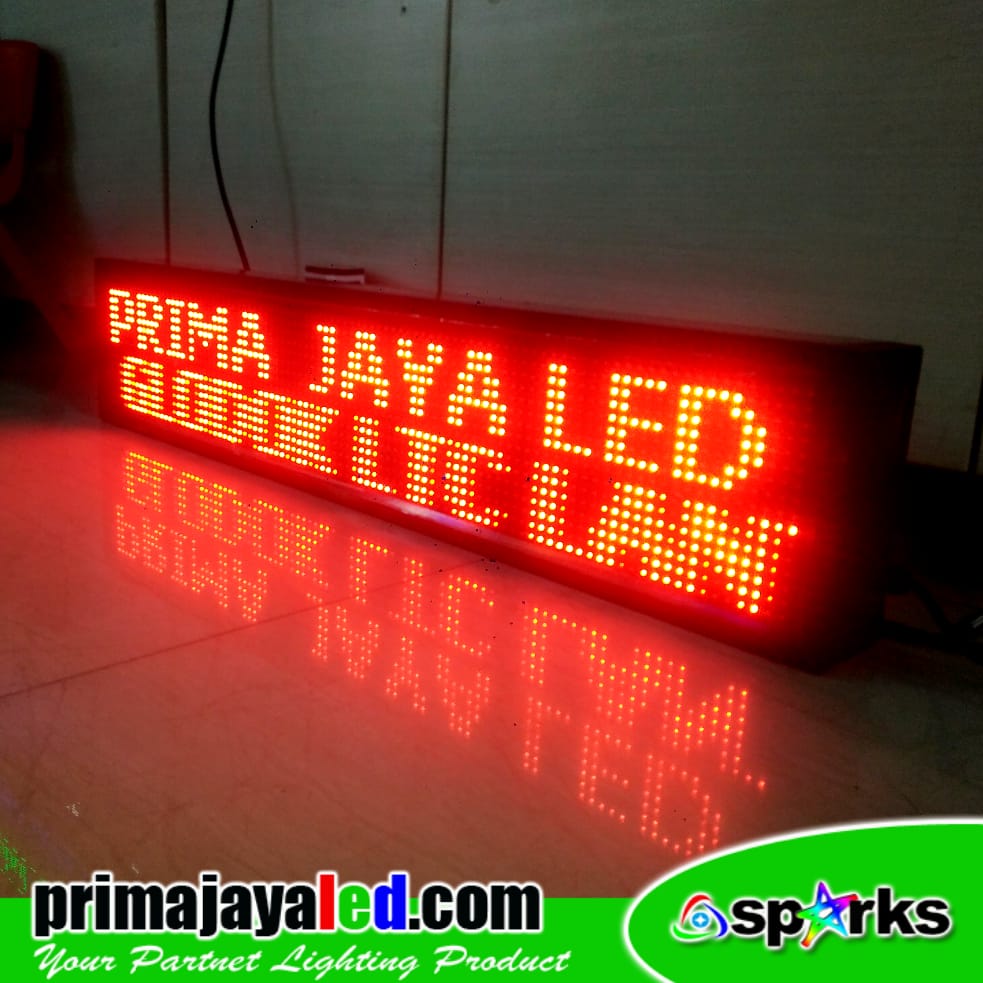 PRIMA JAYA LED
primajayaled.com
Your Partnet Lighting Product
sparks